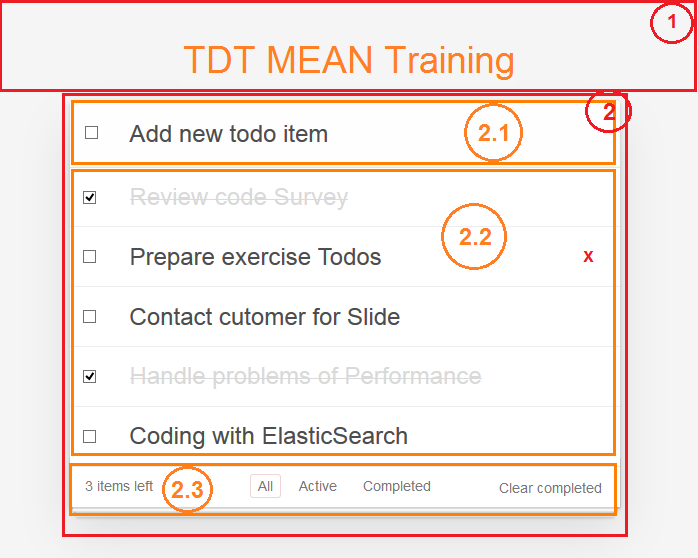 1
TDT MEAN Training
2
Add new todo item
2.1
Review code Survey
2.2
Prepare exercise Todos
x
Contact cutomer for Slide
Handle problems of Performance
Coding with ElasticSearch
3 items left 2.3 All Active Completed Clear completed